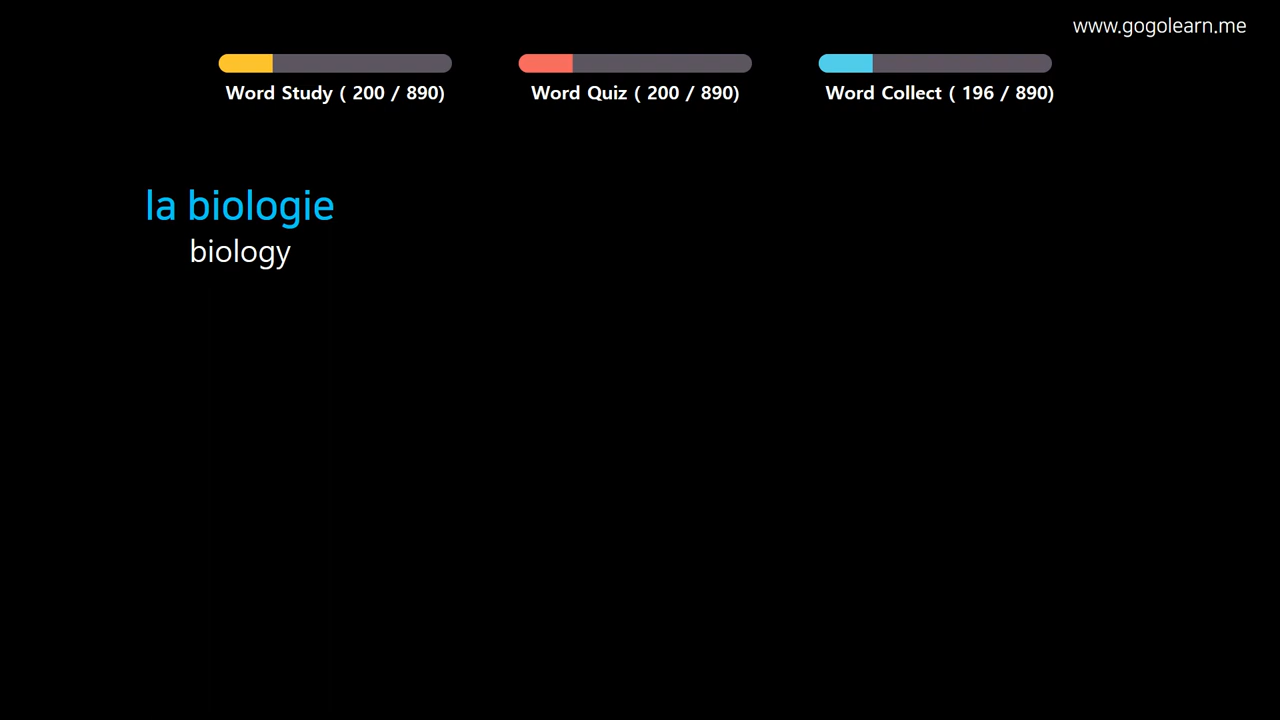 www.gogolearn.me
Word Study ( 200 / 890)
Word Quiz ( 200 / 890)
Word Collect ( 196 / 890)
la biologie
biology